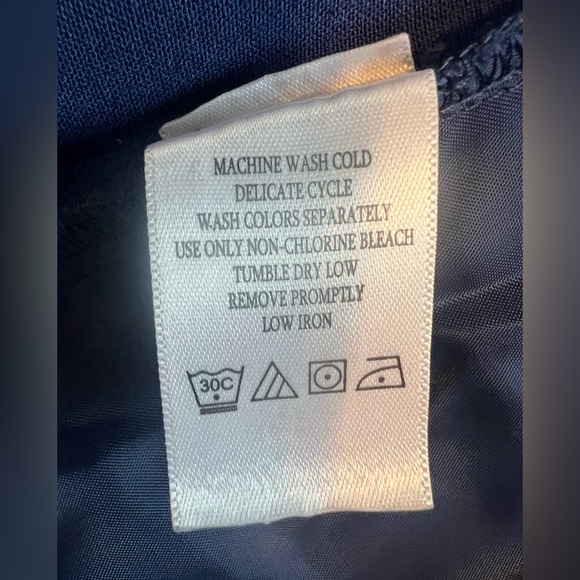 MACHINE WASH COLD
DELICATE CYCLE
WASH COLORS SEPARATELY
USE ONLY NON-CHLORINE BLEACH
TUMBLE DRY LOW
REMOVE PROMPTLY
LOW IRON
30C